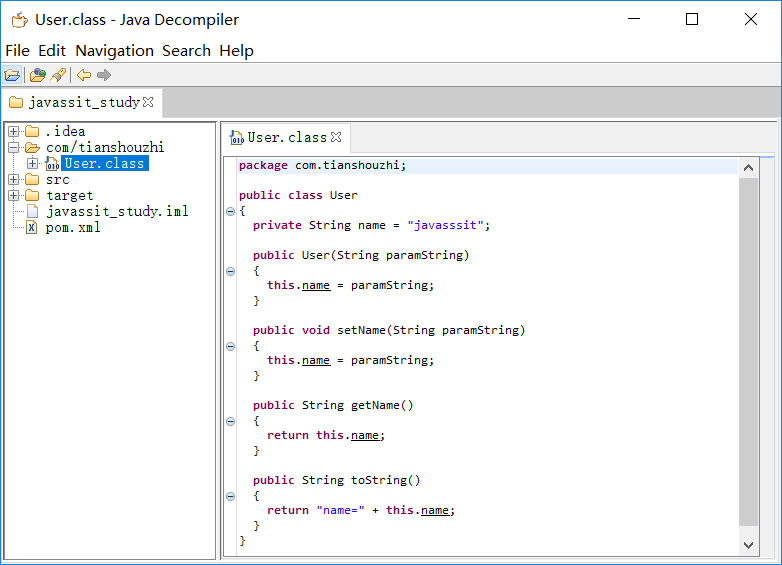 User.class - Java Decompiler
File Edit Navigation Search Help
javassit_study
.idea
com/tianshouzhi
User.class
src
target
javassit_study.iml
pom.xml
User.class
package com.tianshouzhi;
public class User
{
private String name = "javasssit";
public User(String paramString)
{
this.name = paramString;
}
public void setName(String paramString)
{
this.name = paramString;
}
public String getName()
{
return this.name;
}
public String toString()
{
return "name=" + this.name;
}
}